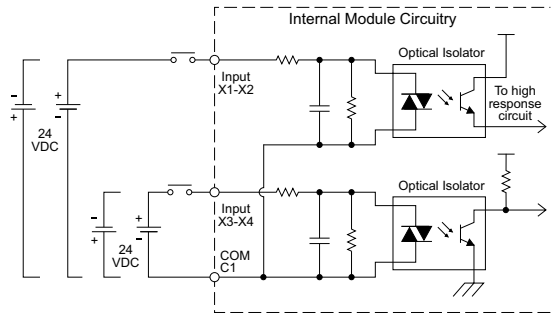 Internal Module Circuitry
Optical Isolator
Input
X1-X2
To high
response
circuit
- +
+ -
24
VDC
Optical Isolator
Input
X3-X4
- +
+ -
24
VDC
COM
C1